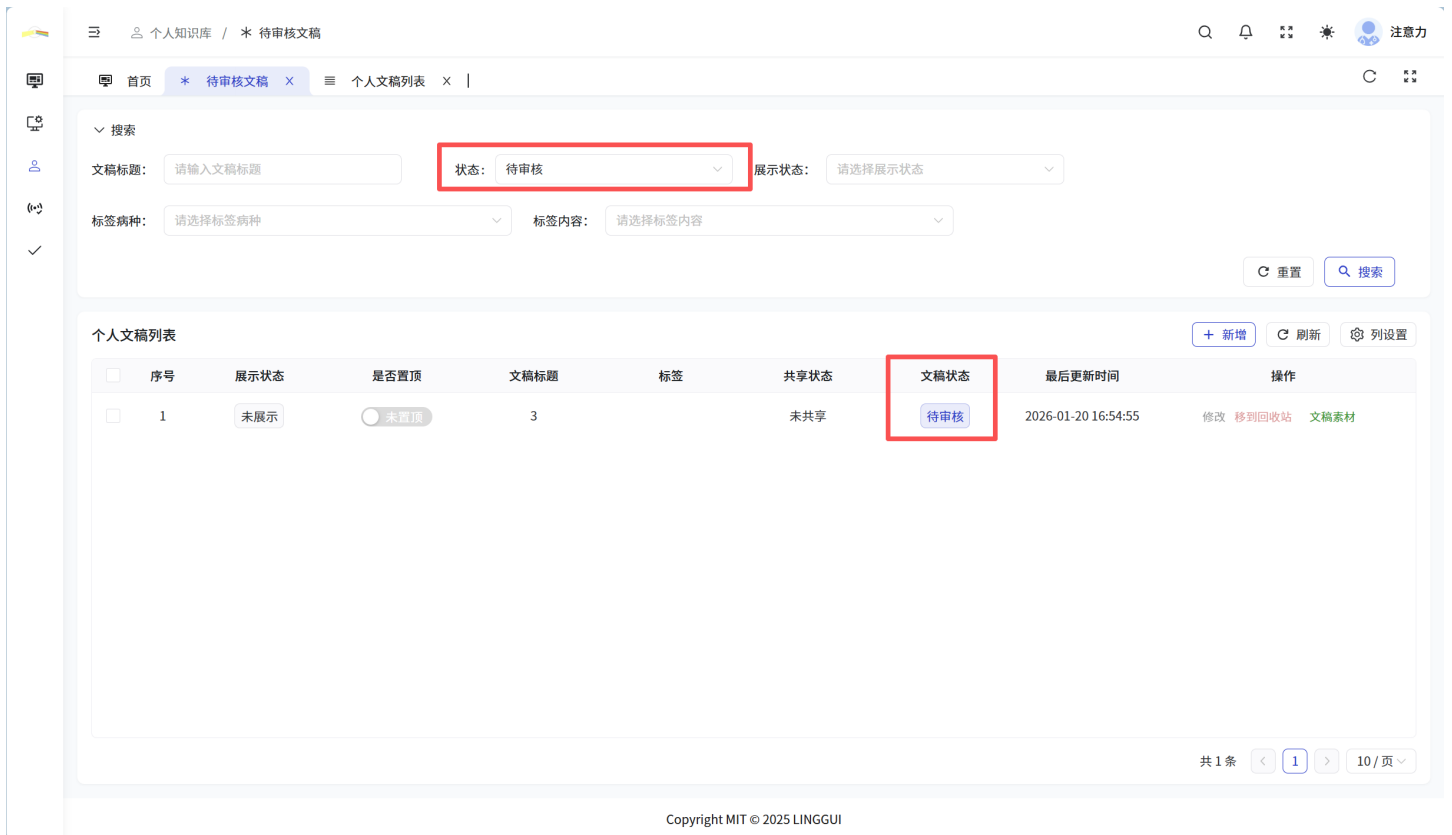 个人知识库 / 待审核文稿 注意力
首页 待审核文稿 X 个人文稿列表 X
搜索
文稿标题: 请输入文稿标题 状态: 待审核 展示状态: 请选择展示状态
标签病种: 请选择标签病种 标签内容: 请选择标签内容
重置 搜索
个人文稿列表 新增 刷新 列设置
序号 展示状态 是否置顶 文稿标题 标签 共享状态 文稿状态 最后更新时间 操作
1 未展示 未置顶 3 未共享 待审核 2026-01-20 16:54:55 修改 移到回收站 文稿素材
共 1 条 1 10 / 页
Copyright MIT © 2025 LINGGUI